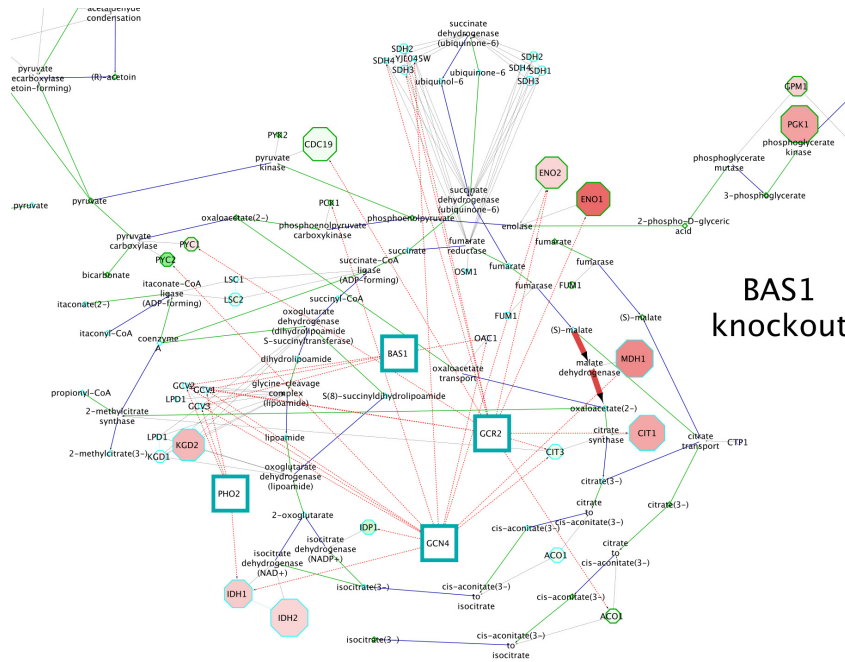 acetaldehyde
condensation
pyruvate
ecarboxylase
etoin-forming)
(R)-acetoin
succinate
dehydrogenase
(ubiquinone-6)
SDH2
SDH4
YJL045W
SDH3
ubiquinone-6
ubiquinol-6
SDH2
SDH4
SDH1
SDH3
GPM1
PGK1
phosphoglycerate
kinase
phosphoglycerate
mutase
3-phosphoglycerate
PYK2
CDC19
pyruvate
kinase
ENO2
ENO1
succinate
dehydrogenase
(ubiquinone-6)
pyruvate
pyruvate
PCK1
oxaloacetate(2-)
phosphoenolpyruvate
carboxykinase
phosphoenolpyruvate
enolase
2-phospho-D-glyceric
acid
pyruvate
carboxylase
PYC1
PYC2
bicarbonate
succinate
fumarate
reductase
fumarate
fumarase
fumarate
fumarase
FUM1
OSM1
succinate-CoA
ligase
(ADP-forming)
LSC1
LSC2
itaconate-CoA
ligase
(ADP-forming)
itaconate(2-)
succinyl-CoA
itaconyl-CoA
coenzyme
A
oxoglutarate
dehydrogenase
(dihydrolipoamide
S-succinyltransferase)
FUM1
(S)-malate
(S)-malate
BAS1
knockout
BAS1
OAC1
malate
dehydrogenase
MDH1
dihydrolipoamide
oxaloacetate
transport
propionyl-CoA
GCV2
GCV1
LPD1
GCV3
glycine-cleavage
complex
(lipoamide)
S(8)-succinyldihydrolipoamide
oxaloacetate(2-)
2-methylcitrate
synthase
LPD1
KGD2
KGD1
lipoamide
GCR2
citrate
synthase
CIT1
CIT3
citrate
transport
CTP1
2-methylcitrate(3-)
oxoglutarate
dehydrogenase
(lipoamide)
PHO2
citrate(3-)
citrate(3-)
2-oxoglutarate
IDP1
isocitrate
dehydrogenase
(NADP+)
isocitrate
dehydrogenase
(NAD+)
GCN4
citrate
to
cis-aconitate(3-)
cis-aconitate(3-)
citrate
to
cis-aconitate(3-)
ACO1
isocitrate(3-)
cis-aconitate(3-)
to
isocitrate
cis-aconitate(3-)
IDH1
IDH2
ACO1
isocitrate(3-)
cis-aconitate(3-)
to
isocitrate